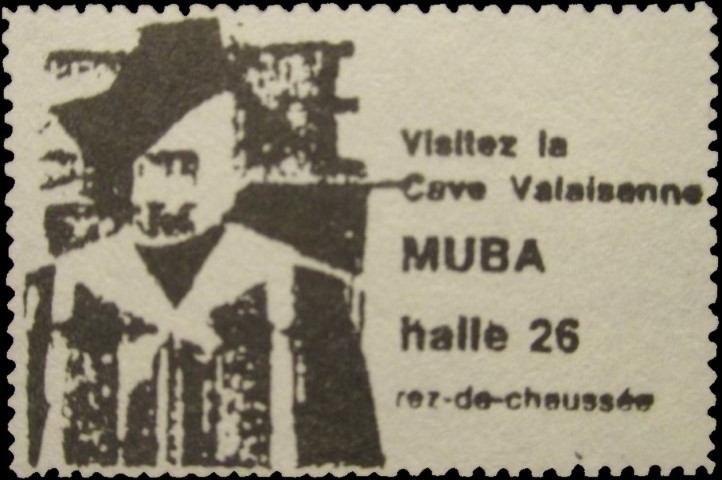 Visitez la
Cave Valaisanne
MUBA
halle 26
rez-de-chaussée